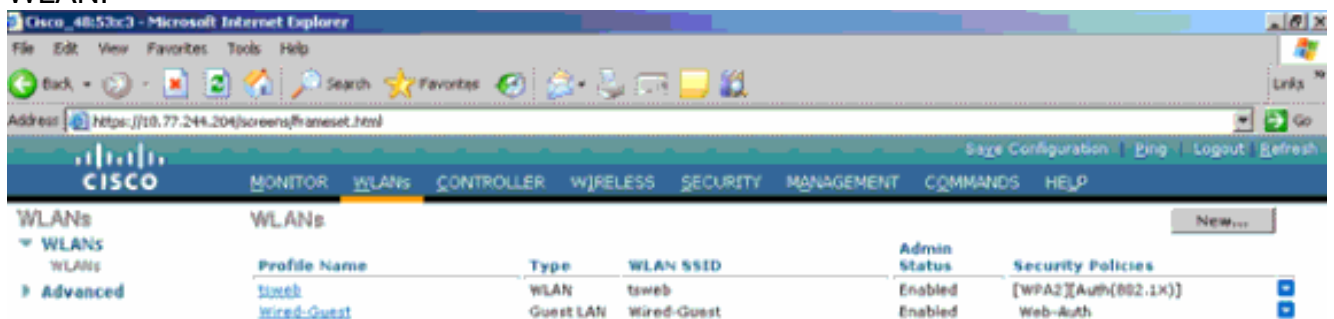 WLAN.
Cisco_48:53:c3 - Microsoft Internet Explorer
File Edit View Favorites Tools Help
Back Search Favorites Links
Address https://10.77.244.204/screens/frameset.html Go
Save Configuration | Ping | Logout | Refresh
CISCO MONITOR WLANs CONTROLLER WIRELESS SECURITY MANAGEMENT COMMANDS HELP
WLANs WLANs New...
WLANs
WLANs
Advanced
Profile Name Type WLAN SSID Admin Status Security Policies
tsweb WLAN tsweb Enabled [WPA2][Auth(802.1X)]
Wired-Guest Guest LAN Wired-Guest Enabled Web-Auth